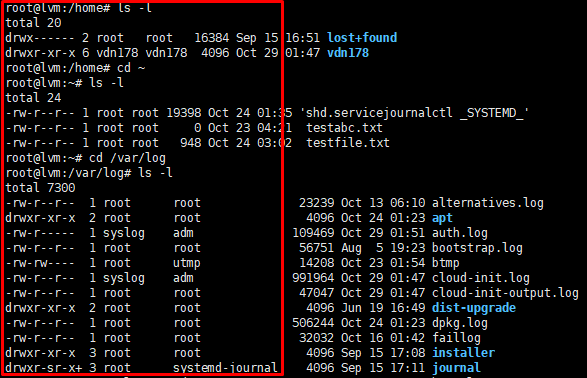 root@lvm:/home# ls -l
total 20
drwx------ 2 root   root   16384 Sep 15 16:51 lost+found
drwxr-xr-x 6 vdn178 vdn178  4096 Oct 29 01:47 vdn178
root@lvm:/home# cd ~
root@lvm:~# ls -l
total 24
-rw-r--r-- 1 root root 19398 Oct 24 01:35 'shd.servicejournalctl _SYSTEMD_'
-rw-r--r-- 1 root root     0 Oct 23 04:21  testabc.txt
-rw-r--r-- 1 root root   948 Oct 24 03:02  testfile.txt
root@lvm:~# cd /var/log
root@lvm:/var/log# ls -l
total 7300
-rw-r--r--  1 root      root               23239 Oct 13 06:10 alternatives.log
drwxr-xr-x  2 root      root                4096 Oct 24 01:23 apt
-rw-r-----  1 syslog    adm               109469 Oct 29 01:51 auth.log
-rw-r--r--  1 root      root               56751 Aug  5 19:23 bootstrap.log
-rw-rw----  1 root      utmp               14208 Oct 23 01:54 btmp
-rw-r--r--  1 syslog    adm               991964 Oct 29 01:47 cloud-init.log
-rw-r--r--  1 root      root               47047 Oct 29 01:47 cloud-init-output.log
drwxr-xr-x  2 root      root                4096 Jun 19 16:49 dist-upgrade
-rw-r--r--  1 root      root              506244 Oct 24 01:23 dpkg.log
-rw-r--r--  1 root      root               32032 Oct 16 01:42 faillog
drwxr-xr-x  3 root      root                4096 Sep 15 17:08 installer
drwxr-sr-x+ 3 root      systemd-journal     4096 Sep 15 17:11 journal